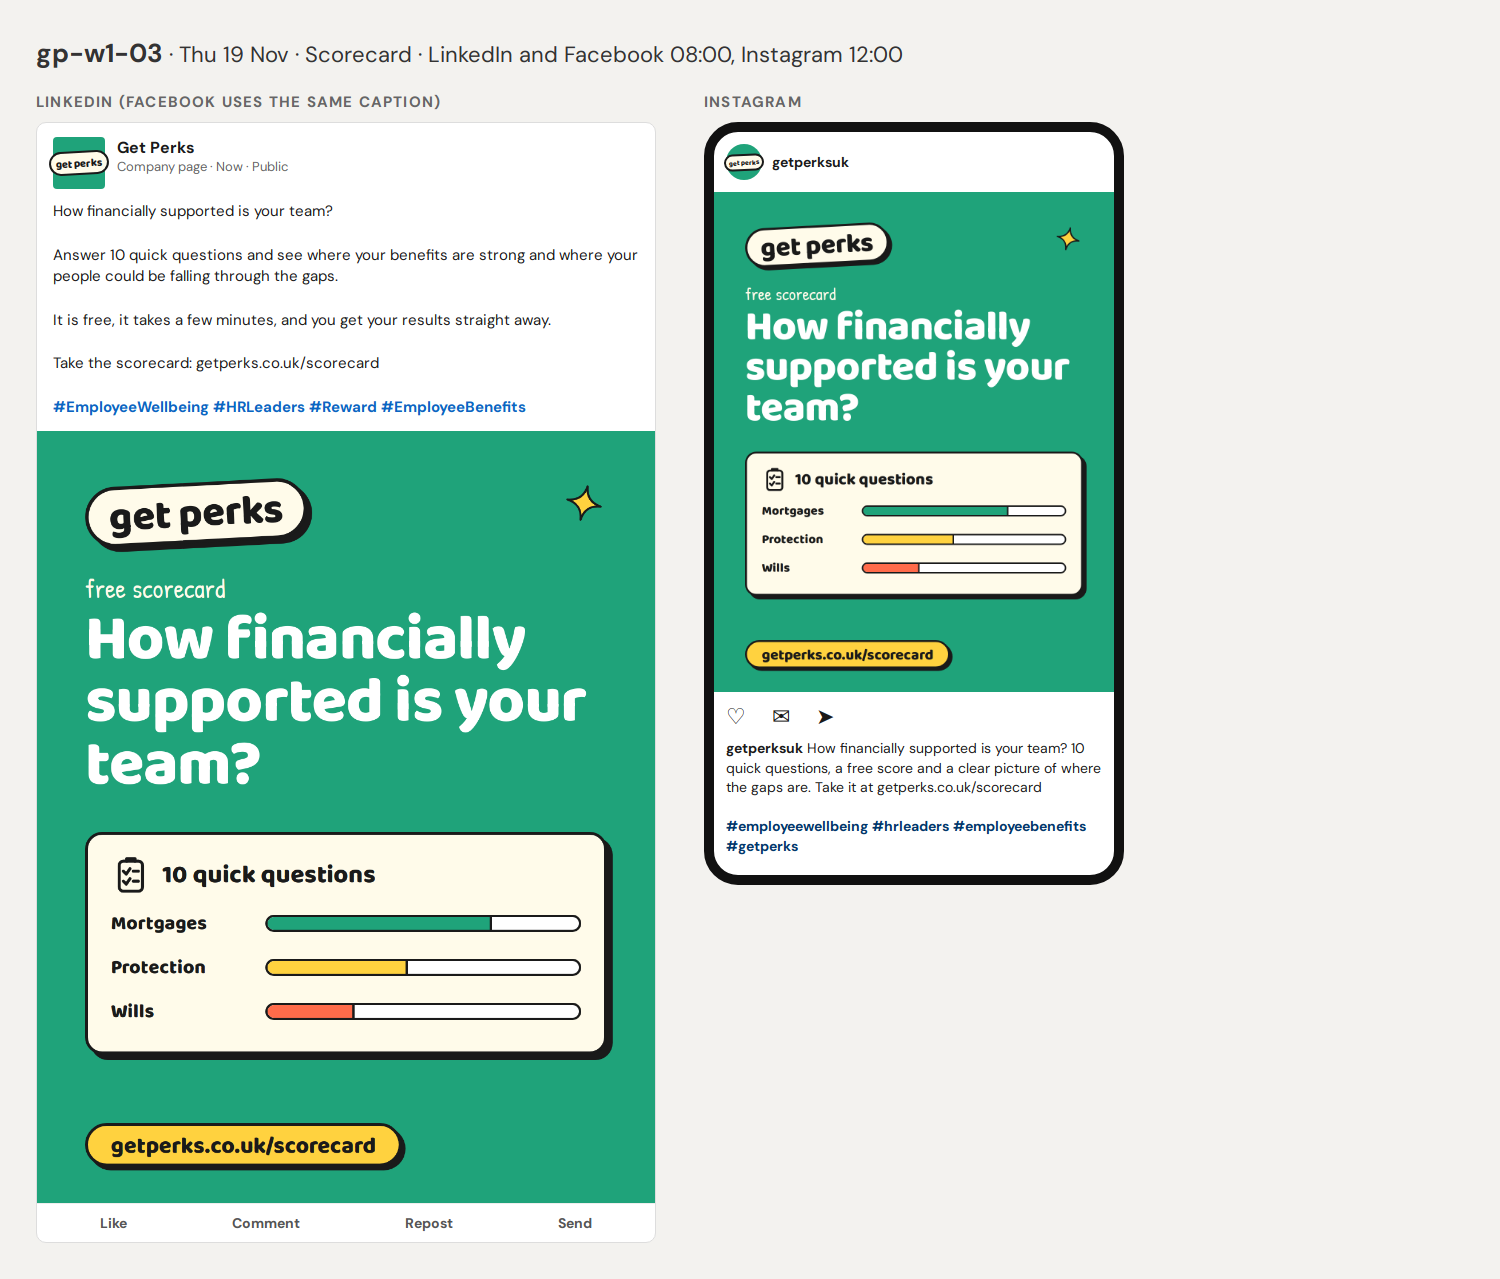 gp-w1-03 · Thu 19 Nov · Scorecard · LinkedIn and Facebook 08:00, Instagram 12:00
LINKEDIN (FACEBOOK USES THE SAME CAPTION)
get perks
Get Perks
Company page · Now · Public
How financially supported is your team?
Answer 10 quick questions and see where your benefits are strong and where your
people could be falling through the gaps.
It is free, it takes a few minutes, and you get your results straight away.
Take the scorecard: getperks.co.uk/scorecard
#EmployeeWellbeing #HRLeaders #Reward #EmployeeBenefits
get perks
free scorecard
How financially
supported is your
team?
10 quick questions
Mortgages
Protection
Wills
getperks.co.uk/scorecard
Like Comment Repost Send
INSTAGRAM
get perks
getperksuk
get perks
free scorecard
How financially
supported is your
team?
10 quick questions
Mortgages
Protection
Wills
getperks.co.uk/scorecard
getperksuk How financially supported is your team? 10
quick questions, a free score and a clear picture of where
the gaps are. Take it at getperks.co.uk/scorecard
#employeewellbeing #hrleaders #employeebenefits
#getperks